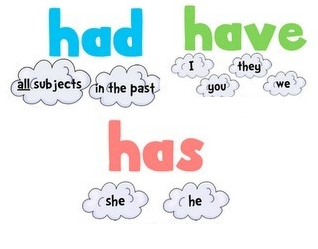 had
all subjects
in the past
have
I
they
you
we
has
she
he